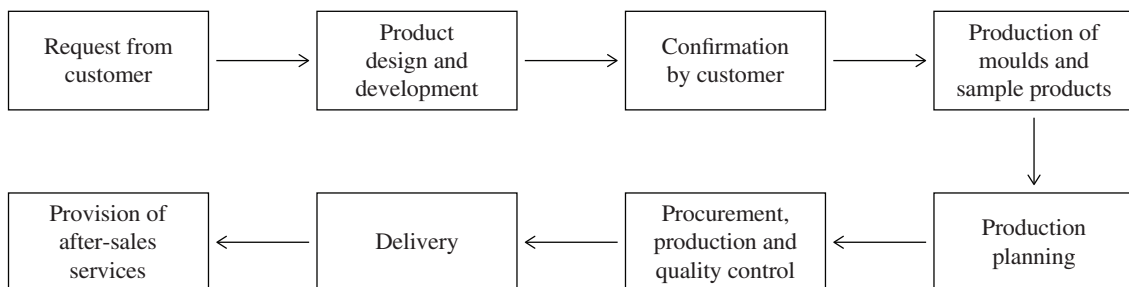 Request from
customer
Product
design and
development
Confirmation
by customer
Production of
moulds and
sample products
Production
planning
Procurement,
production and
quality control
Delivery
Provision of
after-sales
services